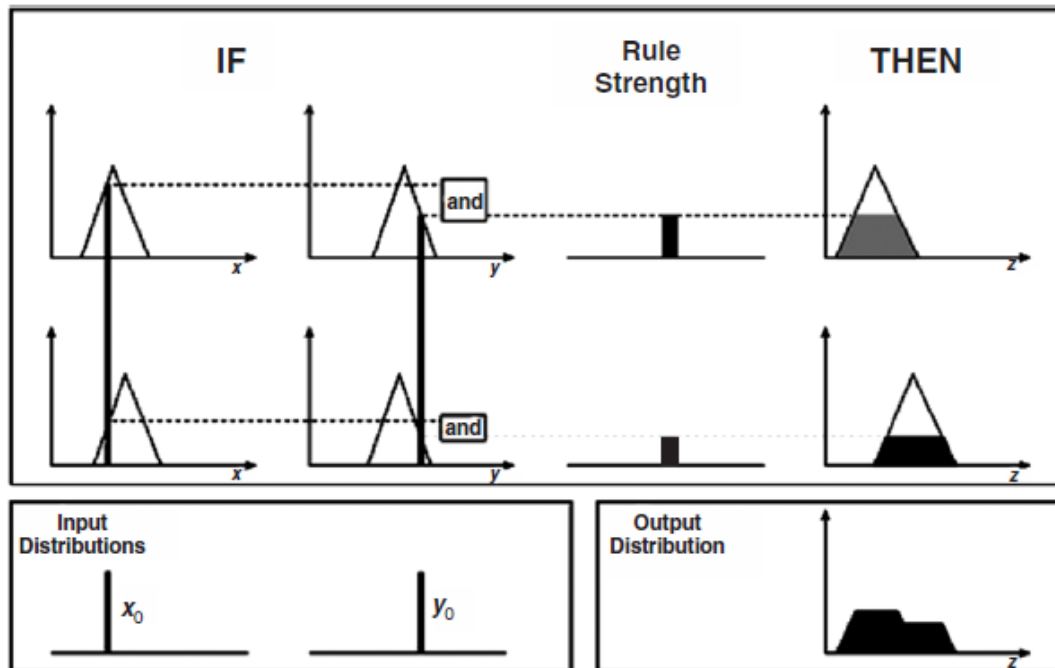 IF
Rule
Strength
THEN
and
x
y
z
and
x
y
z
Input
Distributions
x₀
y₀
Output
Distribution
z